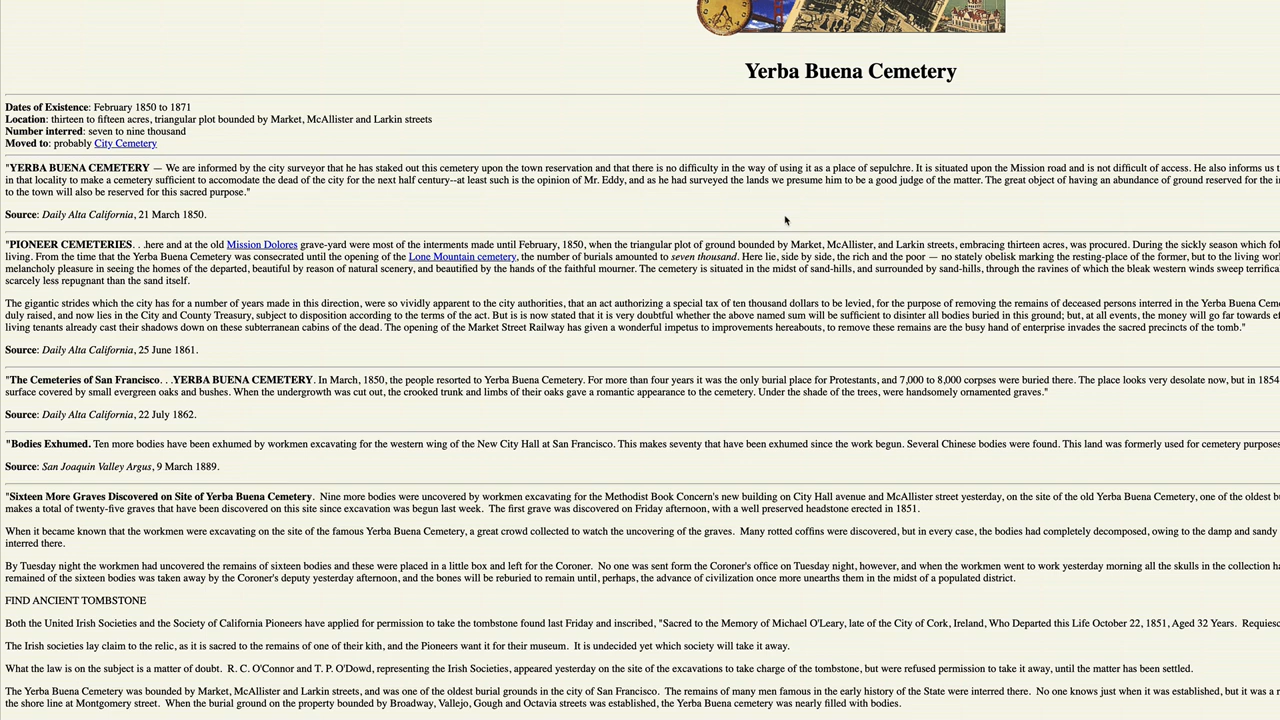 Yerba Buena Cemetery
Dates of Existence: February 1850 to 1871
Location: thirteen to fifteen acres, triangular plot bounded by Market, McAllister and Larkin streets
Number interred: seven to nine thousand
Moved to: probably City Cemetery
"YERBA BUENA CEMETERY — We are informed by the city surveyor that he has staked out this cemetery upon the town reservation and that there is no difficulty in the way of using it as a place of sepulchre. It is situated upon the Mission road and is not difficult of access. He also informs us t
in that locality to make a cemetery sufficient to accomodate the dead of the city for the next half century--at least such is the opinion of Mr. Eddy, and as he had surveyed the lands we presume him to be a good judge of the matter. The great object of having an abundance of ground reserved for the in
to the town will also be reserved for this sacred purpose."
Source: Daily Alta California, 21 March 1850.
"PIONEER CEMETERIES. . .here and at the old Mission Dolores grave-yard were most of the interments made until February, 1850, when the triangular plot of ground bounded by Market, McAllister, and Larkin streets, embracing thirteen acres, was procured. During the sickly season which fol
living. From the time that the Yerba Buena Cemetery was consecrated until the opening of the Lone Mountain cemetery, the number of burials amounted to seven thousand. Here lie, side by side, the rich and the poor — no stately obelisk marking the resting-place of the former, but to the living wor
melancholy pleasure in seeing the homes of the departed, beautiful by reason of natural scenery, and beautified by the hands of the faithful mourner. The cemetery is situated in the midst of sand-hills, and surrounded by sand-hills, through the ravines of which the bleak western winds sweep terrifica
scarcely less repugnant than the sand itself.
The gigantic strides which the city has for a number of years made in this direction, were so vividly apparent to the city authorities, that an act authorizing a special tax of ten thousand dollars to be levied, for the purpose of removing the remains of deceased persons interred in the Yerba Buena Ceme
duly raised, and now lies in the City and County Treasury, subject to disposition according to the terms of the act. But is is now stated that it is very doubtful whether the above named sum will be sufficient to disinter all bodies buried in this ground; but, at all events, the money will go far towards ef
living tenants already cast their shadows down on these subterranean cabins of the dead. The opening of the Market Street Railway has given a wonderful impetus to improvements hereabouts, to remove these remains are the busy hand of enterprise invades the sacred precincts of the tomb."
Source: Daily Alta California, 25 June 1861.
"The Cemeteries of San Francisco. . .YERBA BUENA CEMETERY. In March, 1850, the people resorted to Yerba Buena Cemetery. For more than four years it was the only burial place for Protestants, and 7,000 to 8,000 corpses were buried there. The place looks very desolate now, but in 1854
surface covered by small evergreen oaks and bushes. When the undergrowth was cut out, the crooked trunk and limbs of their oaks gave a romantic appearance to the cemetery. Under the shade of the trees, were handsomely ornamented graves."
Source: Daily Alta California, 22 July 1862.
"Bodies Exhumed. Ten more bodies have been exhumed by workmen excavating for the western wing of the New City Hall at San Francisco. This makes seventy that have been exhumed since the work begun. Several Chinese bodies were found. This land was formerly used for cemetery purposes
Source: San Joaquin Valley Argus, 9 March 1889.
"Sixteen More Graves Discovered on Site of Yerba Buena Cemetery. Nine more bodies were uncovered by workmen excavating for the Methodist Book Concern's new building on City Hall avenue and McAllister street yesterday, on the site of the old Yerba Buena Cemetery, one of the oldest bu
makes a total of twenty-five graves that have been discovered on this site since excavation was begun last week. The first grave was discovered on Friday afternoon, with a well preserved headstone erected in 1851.
When it became known that the workmen were excavating on the site of the famous Yerba Buena Cemetery, a great crowd collected to watch the uncovering of the graves. Many rotted coffins were discovered, but in every case, the bodies had completely decomposed, owing to the damp and sandy
interred there.
By Tuesday night the workmen had uncovered the remains of sixteen bodies and these were placed in a little box and left for the Coroner. No one was sent form the Coroner's office on Tuesday night, however, and when the workmen went to work yesterday morning all the skulls in the collection ha
remained of the sixteen bodies was taken away by the Coroner's deputy yesterday afternoon, and the bones will be reburied to remain until, perhaps, the advance of civilization once more unearths them in the midst of a populated district.
FIND ANCIENT TOMBSTONE
Both the United Irish Societies and the Society of California Pioneers have applied for permission to take the tombstone found last Friday and inscribed, "Sacred to the Memory of Michael O'Leary, late of the City of Cork, Ireland, Who Departed this Life October 22, 1851, Aged 32 Years. Requiesc
The Irish societies lay claim to the relic, as it is sacred to the remains of one of their kith, and the Pioneers want it for their museum. It is undecided yet which society will take it away.
What the law is on the subject is a matter of doubt. R. C. O'Connor and T. P. O'Dowd, representing the Irish Societies, appeared yesterday on the site of the excavations to take charge of the tombstone, but were refused permission to take it away, until the matter has been settled.
The Yerba Buena Cemetery was bounded by Market, McAllister and Larkin streets, and was one of the oldest burial grounds in the city of San Francisco. The remains of many men famous in the early history of the State were interred there. No one knows just when it was established, but it was a r
the shore line at Montgomery street. When the burial ground on the property bounded by Broadway, Vallejo, Gough and Octavia streets was established, the Yerba Buena cemetery was nearly filled with bodies.